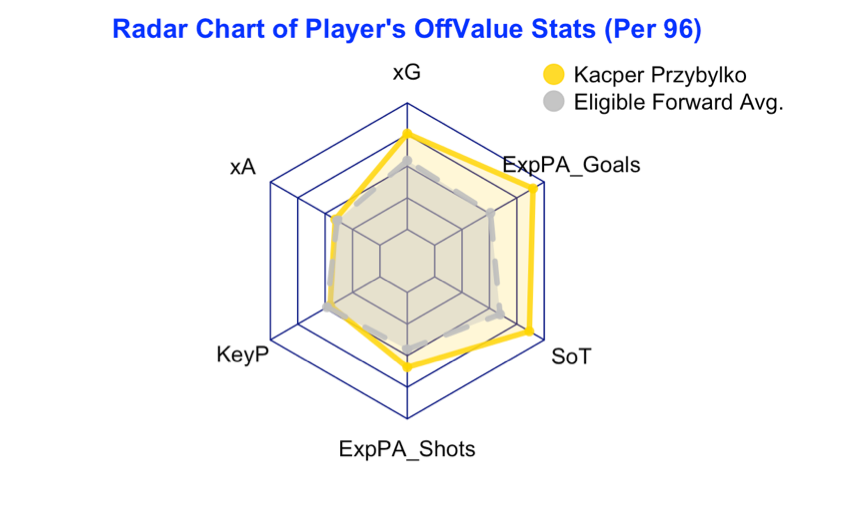 Radar Chart of Player's OffValue Stats (Per 96)
xG
Kacper Przybylko
Eligible Forward Avg.
xA
ExpPA_Goals
KeyP
SoT
ExpPA_Shots